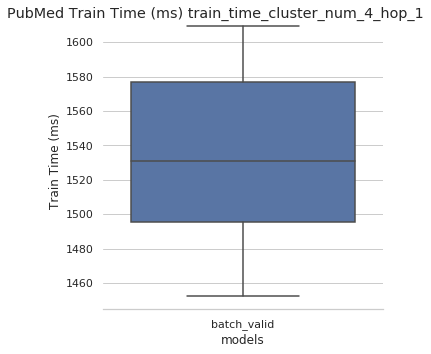 PubMed Train Time (ms) train_time_cluster_num_4_hop_1
1600
1580
1560
1540
1520
1500
1480
1460
Train Time (ms)
batch_valid
models